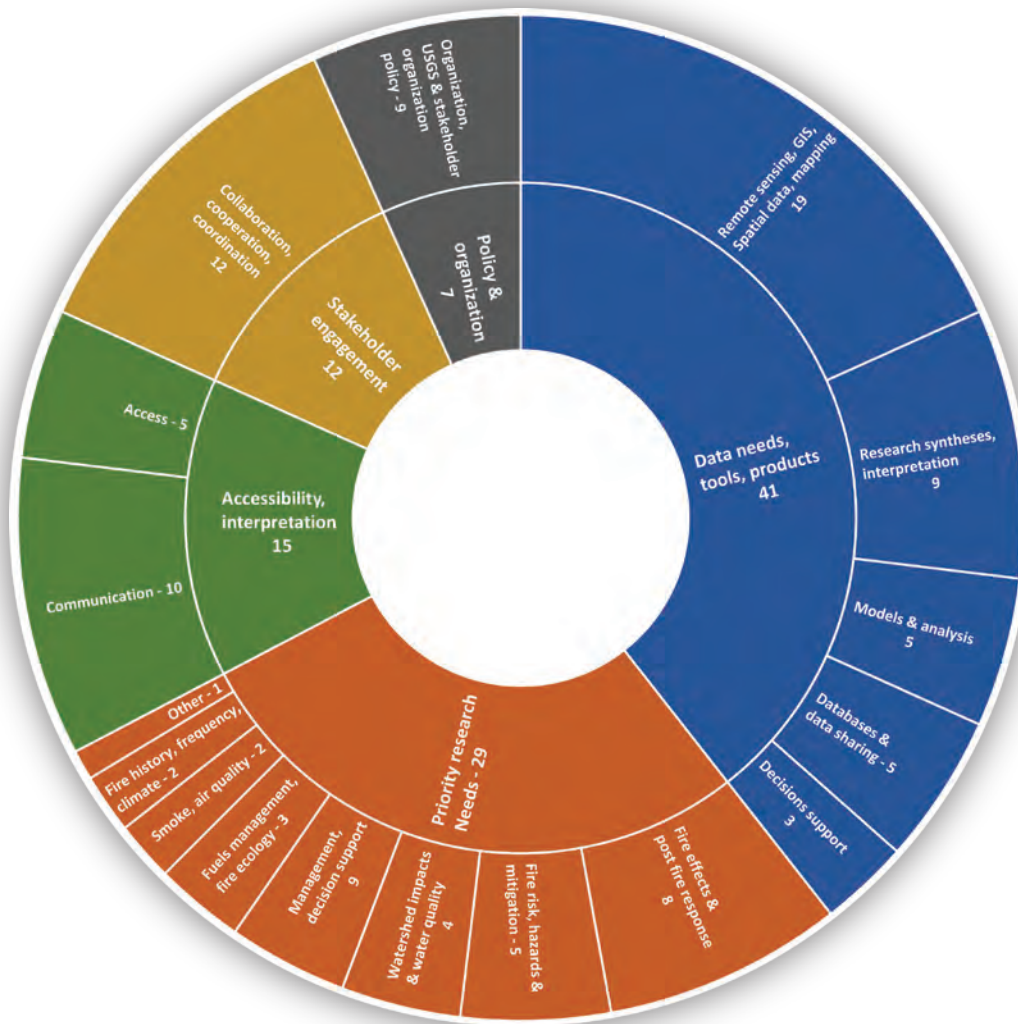 Organization,
USGS & stakeholder
organization
policy - 9
Policy &
organization
7
Remote sensing, GIS,
Spatial data, mapping
19
Research syntheses,
interpretation
9
Data needs,
tools, products
41
Models & analysis
5
Databases &
data sharing - 5
Decisions support
3
Collaboration,
cooperation,
coordination
12
Stakeholder
engagement
12
Access - 5
Accessibility,
interpretation
15
Communication - 10
Priority research
Needs - 29
Other - 1
Fire history, frequency,
climate - 2
Smoke, air quality - 2
Fuels management,
fire ecology - 3
Management,
decision support
9
Watershed impacts
& water quality
4
Fire risk, hazards &
mitigation - 5
Fire effects &
post fire response
8